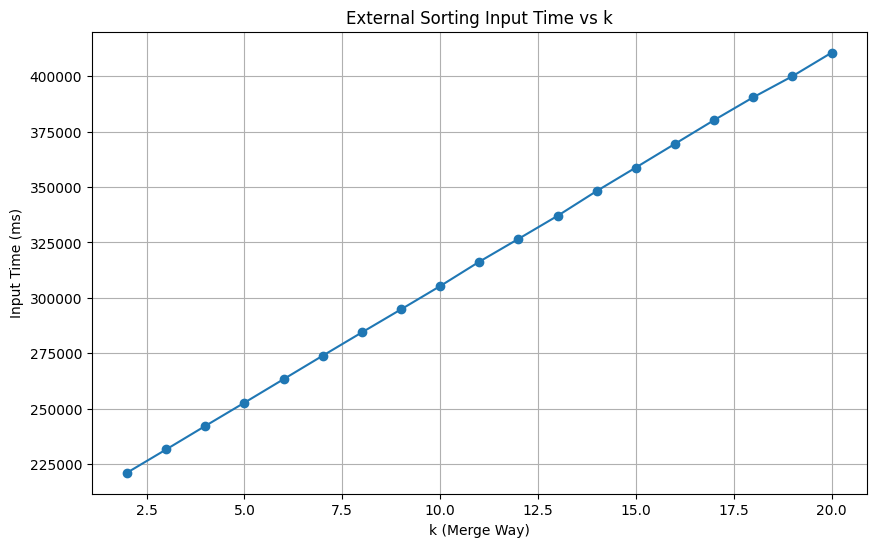 External Sorting Input Time vs k
400000
375000
350000
325000
300000
275000
250000
225000
Input Time (ms)
2.5 5.0 7.5 10.0 12.5 15.0 17.5 20.0
k (Merge Way)